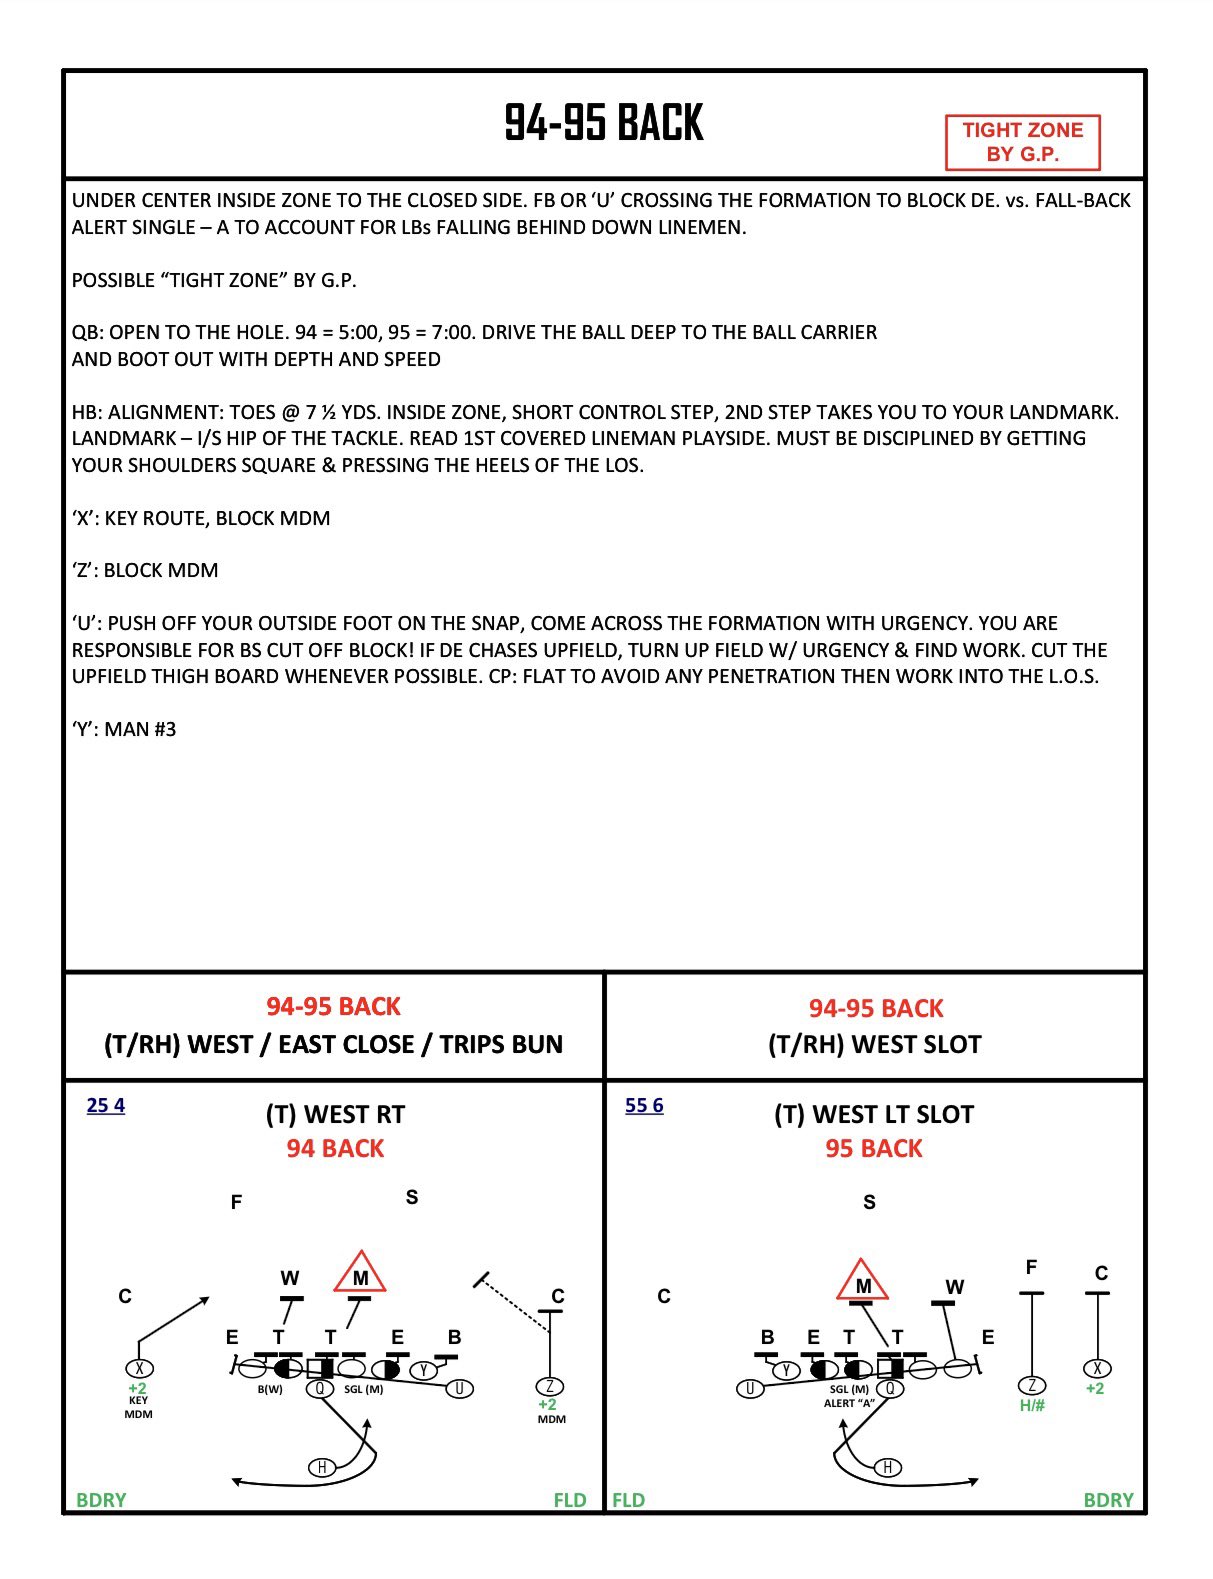 94-95 BACK
TIGHT ZONE
BY G.P.
UNDER CENTER INSIDE ZONE TO THE CLOSED SIDE. FB OR ‘U’ CROSSING THE FORMATION TO BLOCK DE. vs. FALL-BACK
ALERT SINGLE – A TO ACCOUNT FOR LBs FALLING BEHIND DOWN LINEMEN.
POSSIBLE “TIGHT ZONE” BY G.P.
QB: OPEN TO THE HOLE. 94 = 5:00, 95 = 7:00. DRIVE THE BALL DEEP TO THE BALL CARRIER
AND BOOT OUT WITH DEPTH AND SPEED
HB: ALIGNMENT: TOES @ 7 ½ YDS. INSIDE ZONE, SHORT CONTROL STEP, 2ND STEP TAKES YOU TO YOUR LANDMARK.
LANDMARK – I/S HIP OF THE TACKLE. READ 1ST COVERED LINEMAN PLAYSIDE. MUST BE DISCIPLINED BY GETTING
YOUR SHOULDERS SQUARE & PRESSING THE HEELS OF THE LOS.
‘X’: KEY ROUTE, BLOCK MDM
‘Z’: BLOCK MDM
‘U’: PUSH OFF YOUR OUTSIDE FOOT ON THE SNAP, COME ACROSS THE FORMATION WITH URGENCY. YOU ARE
RESPONSIBLE FOR BS CUT OFF BLOCK! IF DE CHASES UPFIELD, TURN UP FIELD W/ URGENCY & FIND WORK. CUT THE
UPFIELD THIGH BOARD WHENEVER POSSIBLE. CP: FLAT TO AVOID ANY PENETRATION THEN WORK INTO THE L.O.S.
‘Y’: MAN #3
94-95 BACK
(T/RH) WEST / EAST CLOSE / TRIPS BUN
25 4
(T) WEST RT
94 BACK
F S
C W M C
E T T E B
X Y
Q U Z
+2 B(W) SGL (M) +2
KEY
MDM MDM
H
BDRY FLD
94-95 BACK
(T/RH) WEST SLOT
55 6
(T) WEST LT SLOT
95 BACK
S
C M W F C
B E T T E
Y X
U Q Z
SGL (M) +2
ALERT “A” H/#
H
FLD BDRY